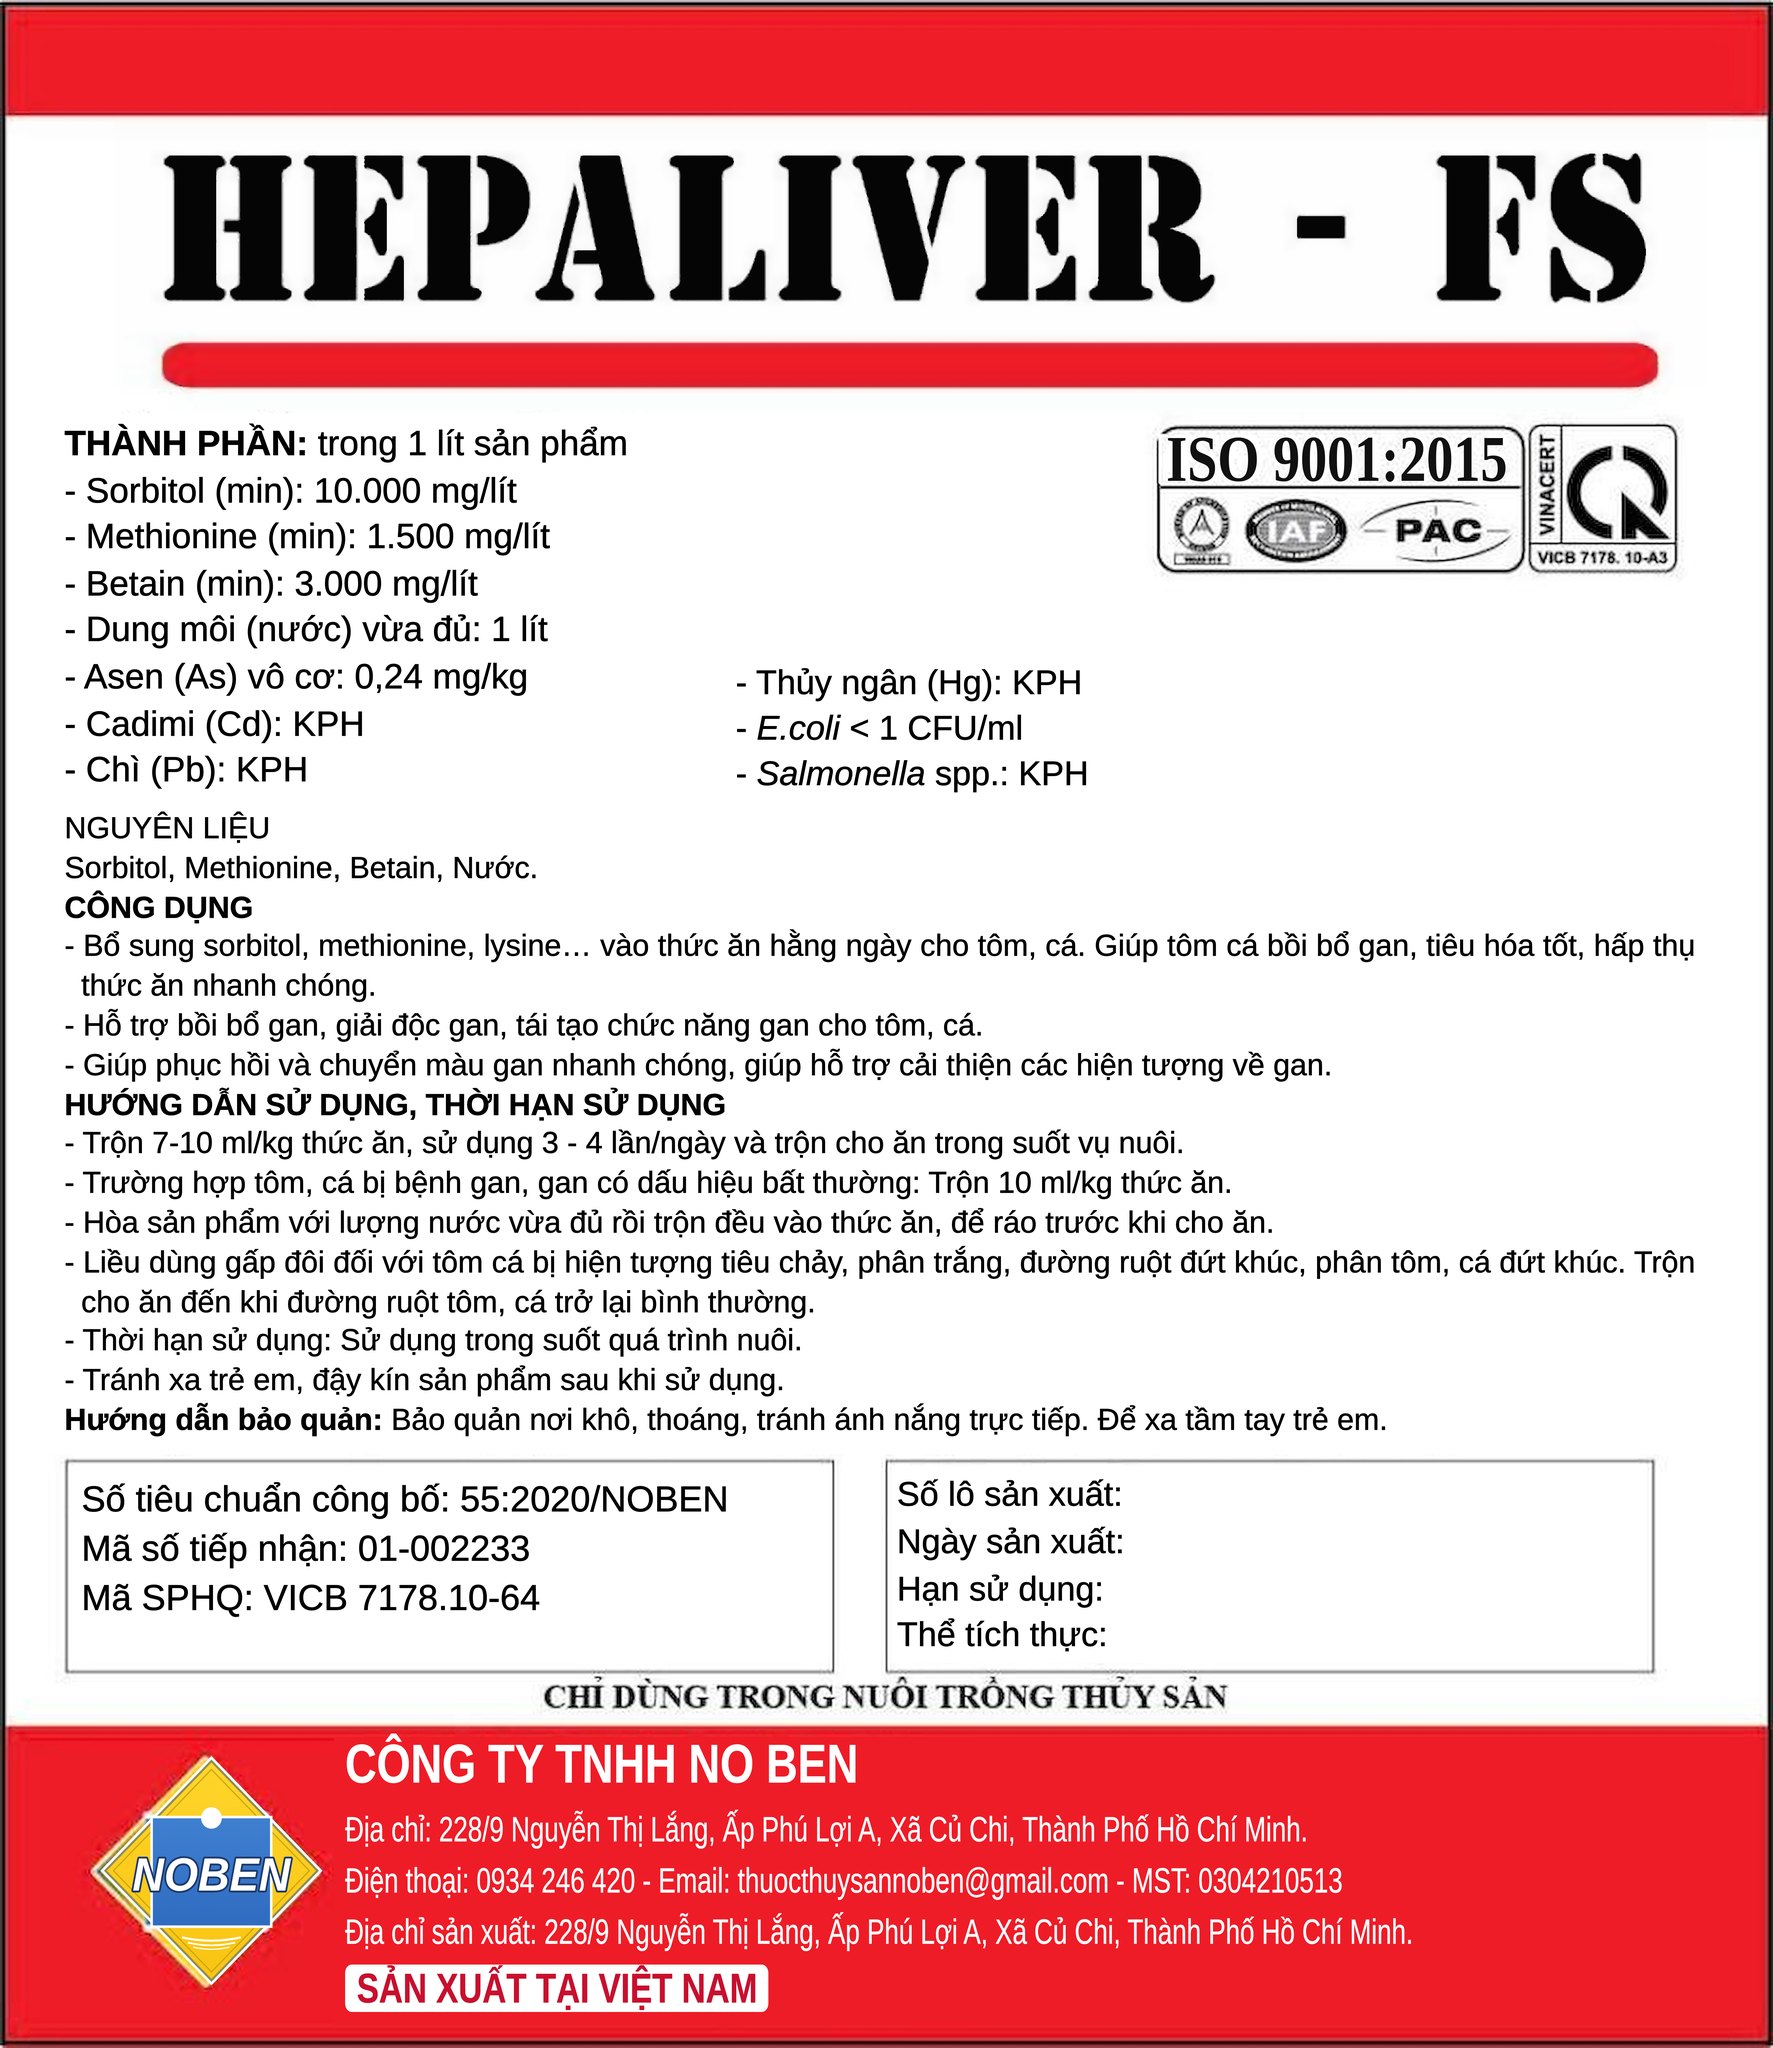 HEPALIVER - FS
THÀNH PHẦN: trong 1 lít sản phẩm
- Sorbitol (min): 10.000 mg/lít
- Methionine (min): 1.500 mg/lít
- Betain (min): 3.000 mg/lít
- Dung môi (nước) vừa đủ: 1 lít
- Asen (As) vô cơ: 0,24 mg/kg
- Cadimi (Cd): KPH
- Chì (Pb): KPH
- Thủy ngân (Hg): KPH
- E.coli < 1 CFU/ml
- Salmonella spp.: KPH
ISO 9001:2015
IAF
PAC
VINACERT
VICB 7178. 10-A3
NGUYÊN LIỆU
Sorbitol, Methionine, Betain, Nước.
CÔNG DỤNG
- Bổ sung sorbitol, methionine, lysine… vào thức ăn hằng ngày cho tôm, cá. Giúp tôm cá bồi bổ gan, tiêu hóa tốt, hấp thụ
thức ăn nhanh chóng.
- Hỗ trợ bồi bổ gan, giải độc gan, tái tạo chức năng gan cho tôm, cá.
- Giúp phục hồi và chuyển màu gan nhanh chóng, giúp hỗ trợ cải thiện các hiện tượng về gan.
HƯỚNG DẪN SỬ DỤNG, THỜI HẠN SỬ DỤNG
- Trộn 7-10 ml/kg thức ăn, sử dụng 3 - 4 lần/ngày và trộn cho ăn trong suốt vụ nuôi.
- Trường hợp tôm, cá bị bệnh gan, gan có dấu hiệu bất thường: Trộn 10 ml/kg thức ăn.
- Hòa sản phẩm với lượng nước vừa đủ rồi trộn đều vào thức ăn, để ráo trước khi cho ăn.
- Liều dùng gấp đôi đối với tôm cá bị hiện tượng tiêu chảy, phân trắng, đường ruột đứt khúc, phân tôm, cá đứt khúc. Trộn
cho ăn đến khi đường ruột tôm, cá trở lại bình thường.
- Thời hạn sử dụng: Sử dụng trong suốt quá trình nuôi.
- Tránh xa trẻ em, đậy kín sản phẩm sau khi sử dụng.
Hướng dẫn bảo quản: Bảo quản nơi khô, thoáng, tránh ánh nắng trực tiếp. Để xa tầm tay trẻ em.
Số tiêu chuẩn công bố: 55:2020/NOBEN
Mã số tiếp nhận: 01-002233
Mã SPHQ: VICB 7178.10-64
Số lô sản xuất:
Ngày sản xuất:
Hạn sử dụng:
Thể tích thực:
CHỈ DÙNG TRONG NUÔI TRỒNG THỦY SẢN
NOBEN
CÔNG TY TNHH NO BEN
Địa chỉ: 228/9 Nguyễn Thị Lắng, Ấp Phú Lợi A, Xã Củ Chi, Thành Phố Hồ Chí Minh.
Điện thoại: 0934 246 420 - Email: thuocthuysannoben@gmail.com - MST: 0304210513
Địa chỉ sản xuất: 228/9 Nguyễn Thị Lắng, Ấp Phú Lợi A, Xã Củ Chi, Thành Phố Hồ Chí Minh.
SẢN XUẤT TẠI VIỆT NAM